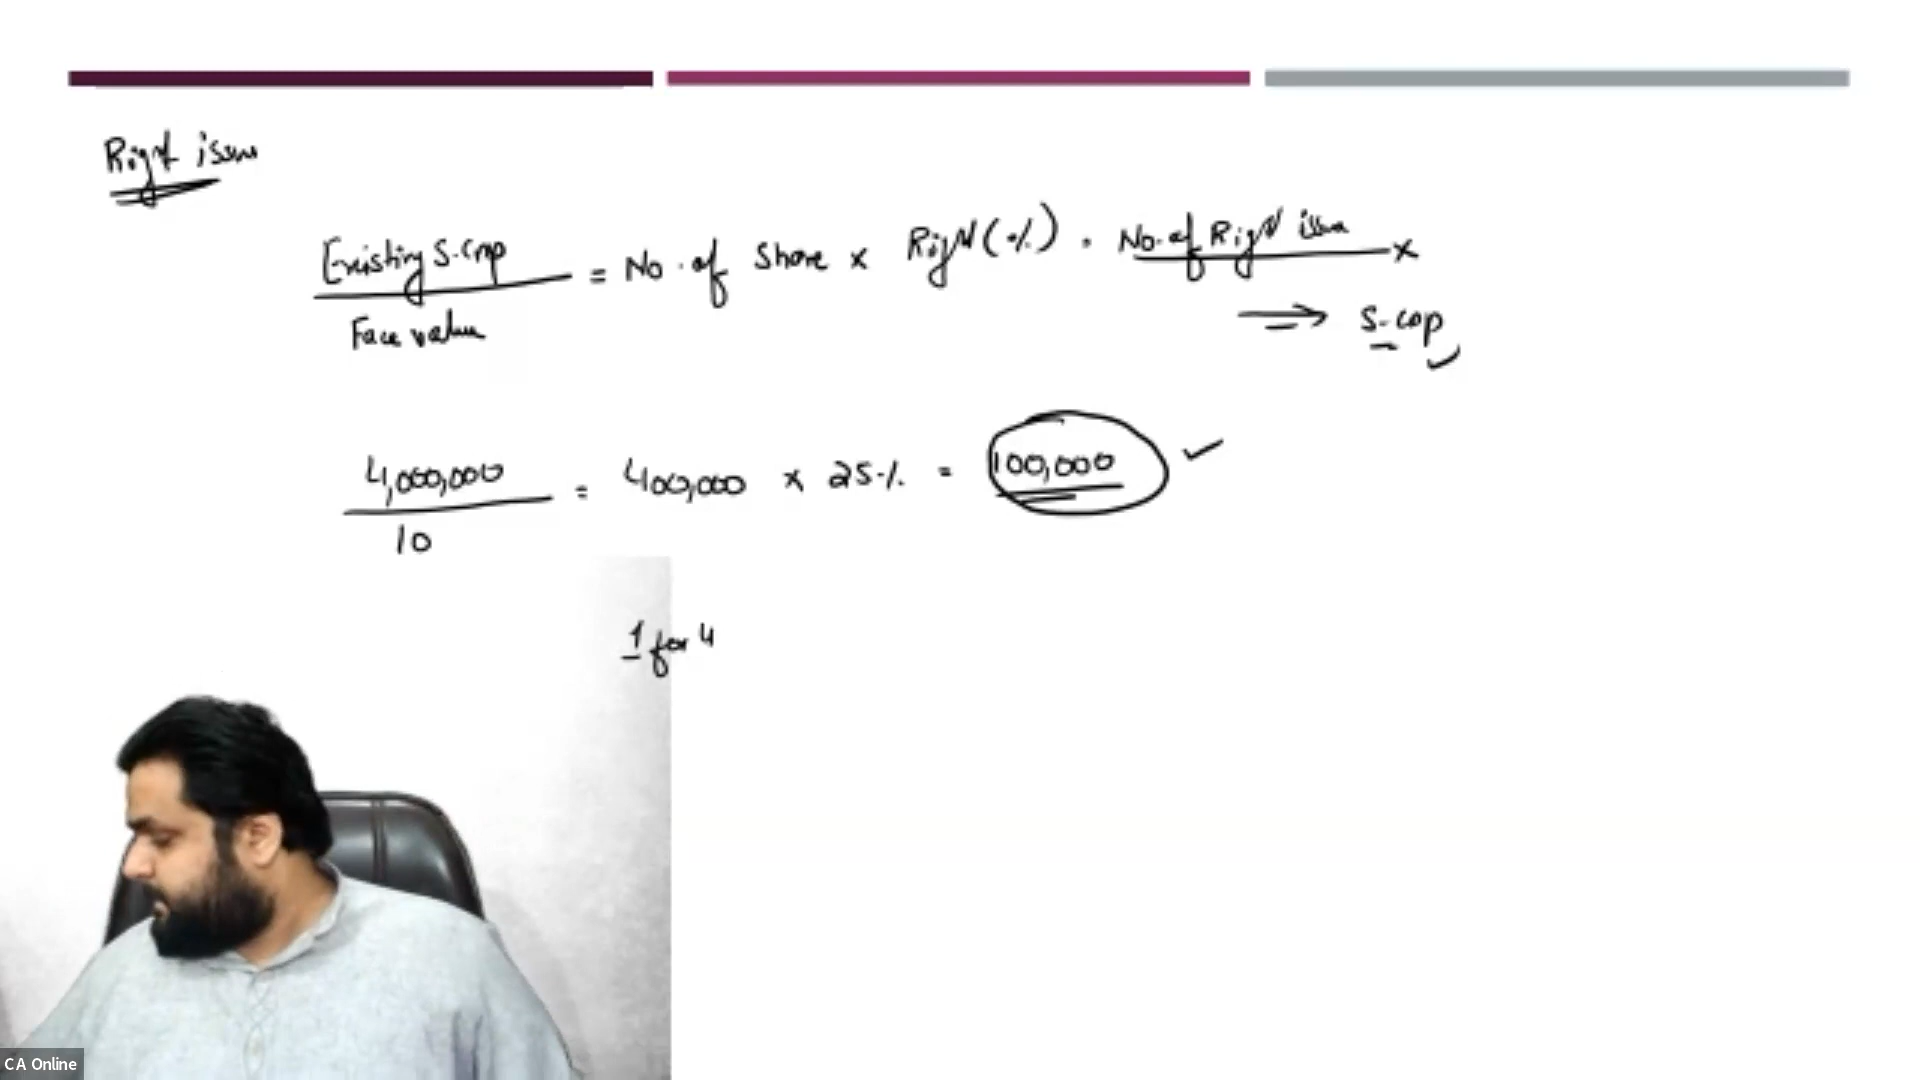 Right issue
Existing S.Cap = No. of Share x Right (%) = No. of Right issue x
Face value
⇒ S-cap
4,000,000 = 400,000 x 25% = 100,000 ✓
10
1 for 4
CA Online